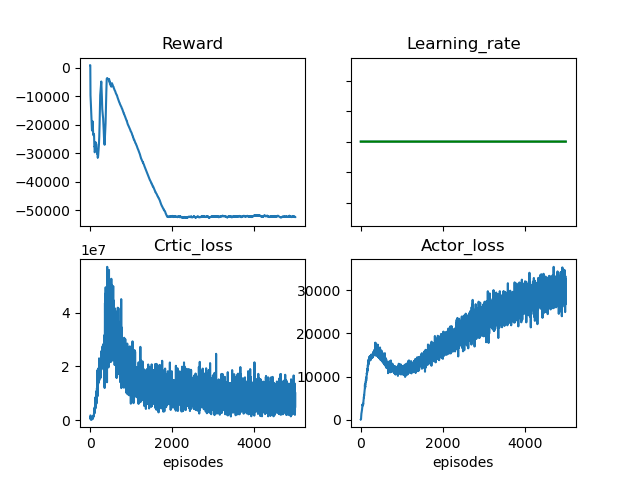 Reward
Learning_rate
0
−10000
−20000
−30000
−40000
−50000
1e7
Crtic_loss
Actor_loss
4
2
0
30000
20000
10000
0
0 2000 4000
0 2000 4000
episodes
episodes